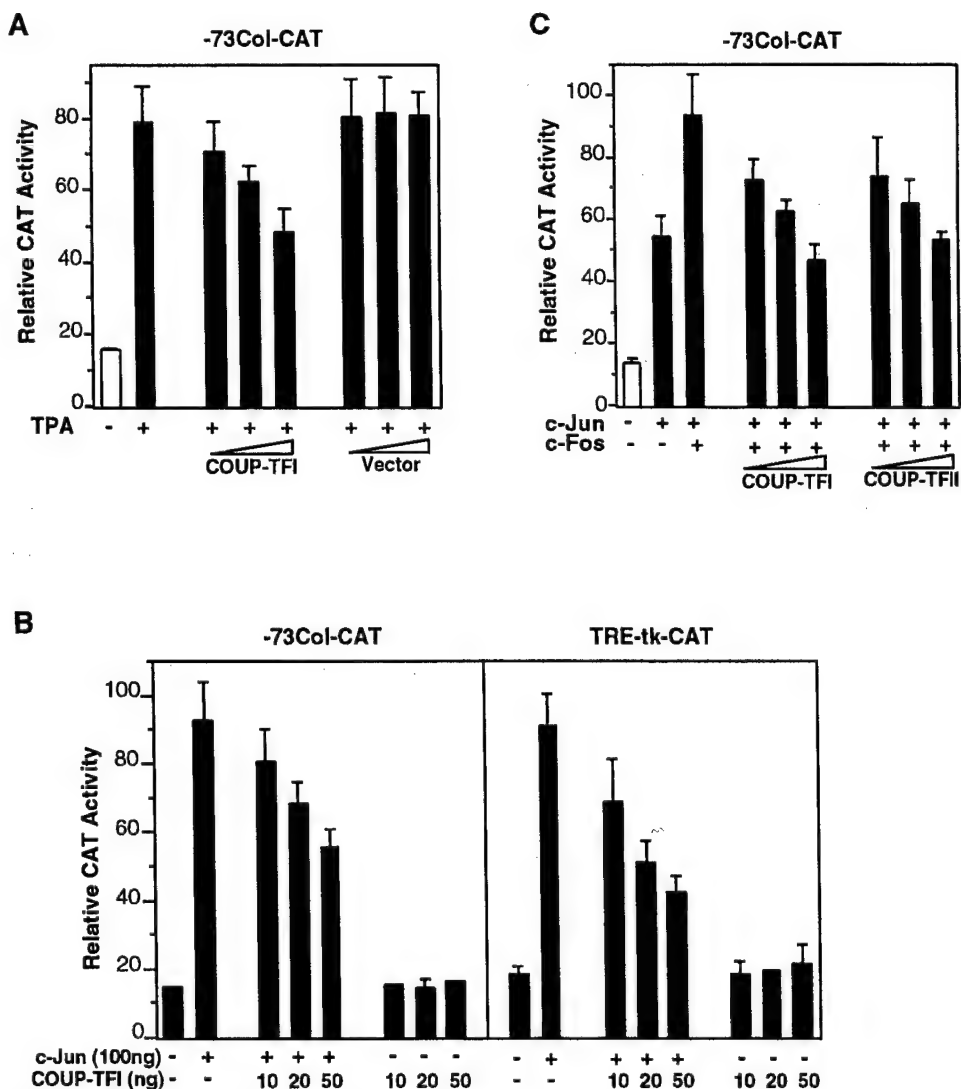 A
-73Col-CAT
Relative CAT Activity
80
60
40
20
0
TPA - + + + + + + +
COUP-TFI Vector
C
-73Col-CAT
Relative CAT Activity
100
80
60
40
20
0
c-Jun - + + + + + + + +
c-Fos - - + + + + + + +
COUP-TFI COUP-TFII
B
-73Col-CAT TRE-tk-CAT
Relative CAT Activity
100
80
60
40
20
0
c-Jun (100ng) - + + + + - - - - + + + + - - -
COUP-TFI (ng) - - 10 20 50 10 20 50 - - 10 20 50 10 20 50